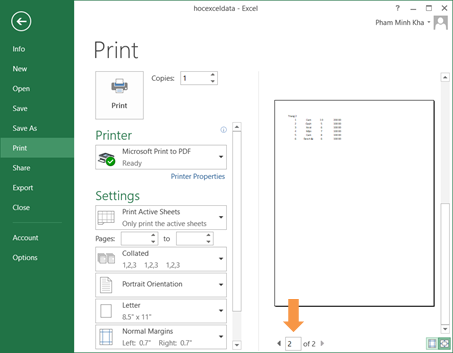 hocexceldata - Excel
Pham Minh Kha
Info
New
Open
Save
Save As
Print
Share
Export
Close
Account
Options
Print
Print
Copies: 1
Printer
Microsoft Print to PDF
Ready
Printer Properties
Settings
Print Active Sheets
Only print the active sheets
Pages: to
Collated
1,2,3 1,2,3 1,2,3
Portrait Orientation
Letter
8.5" x 11"
Normal Margins
Left: 0.7" Right: 0.7"
2 of 2